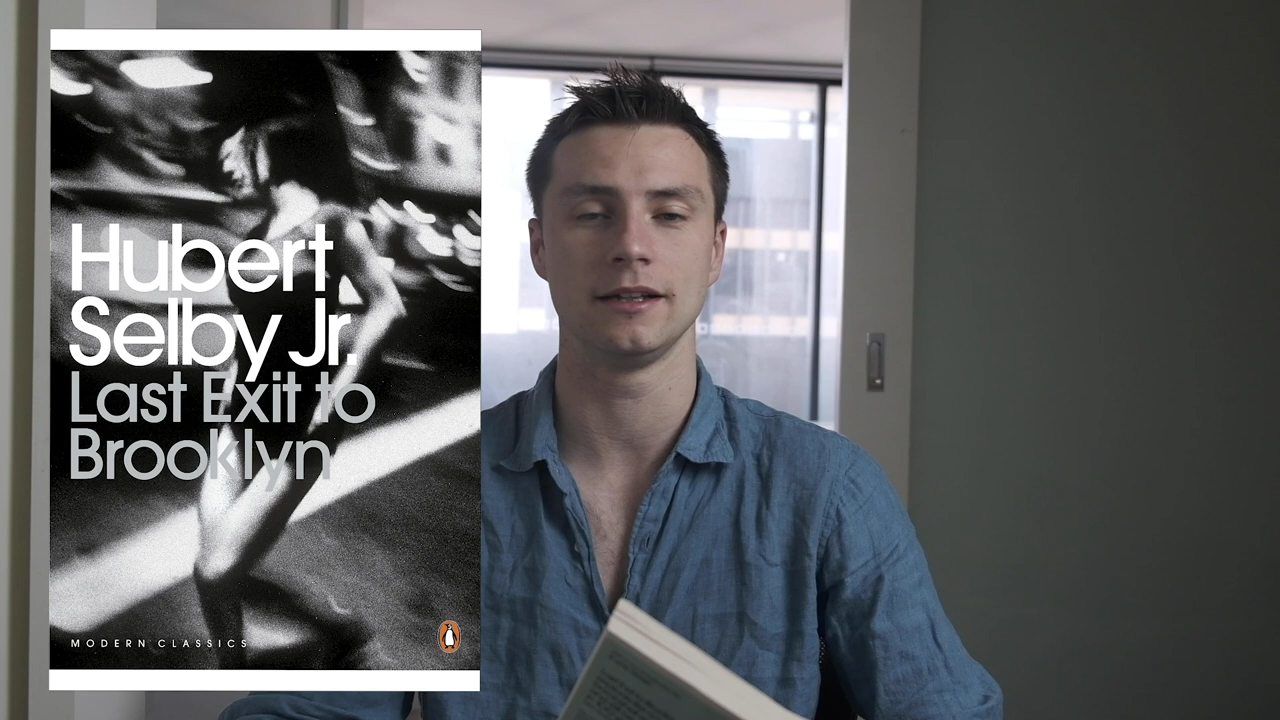 Hubert
Selby Jr.
Last Exit to
Brooklyn
MODERN CLASSICS